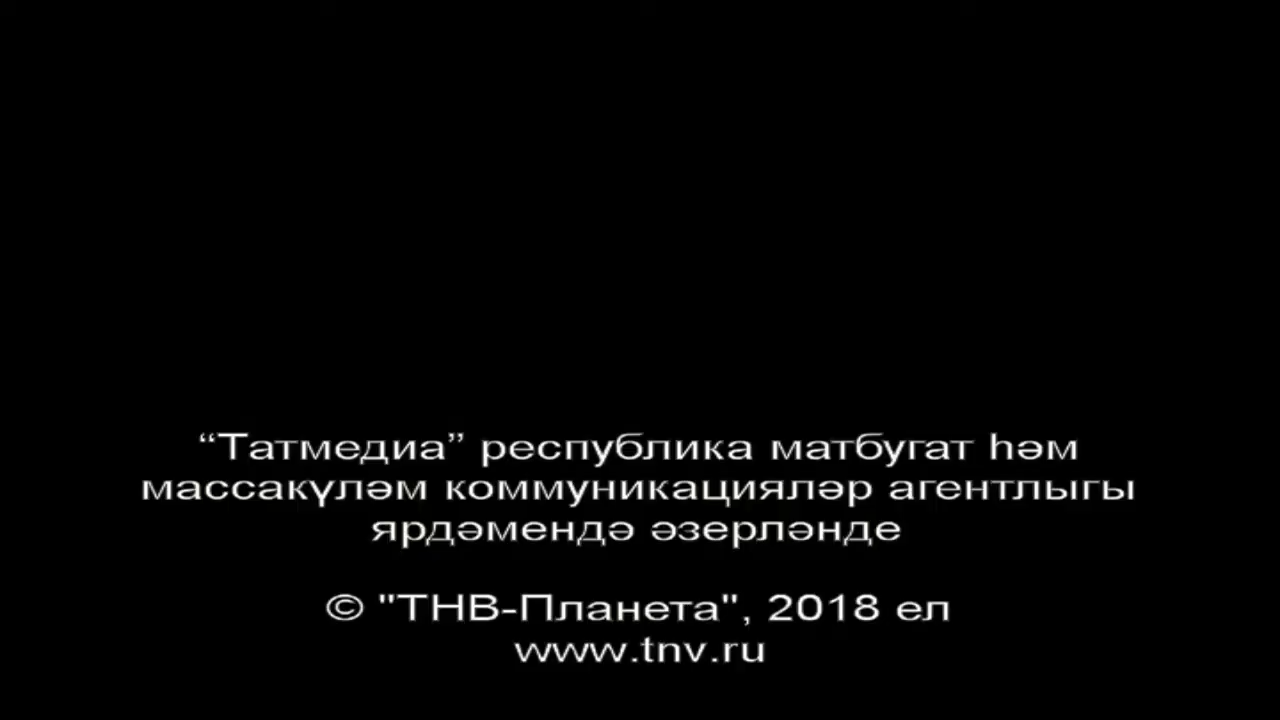 “Татмедиа” республика матбугат һәм
массакүләм коммуникацияләр агентлыгы
ярдәмендә әзерләнде
© "ТНВ-Планета", 2018 ел
www.tnv.ru